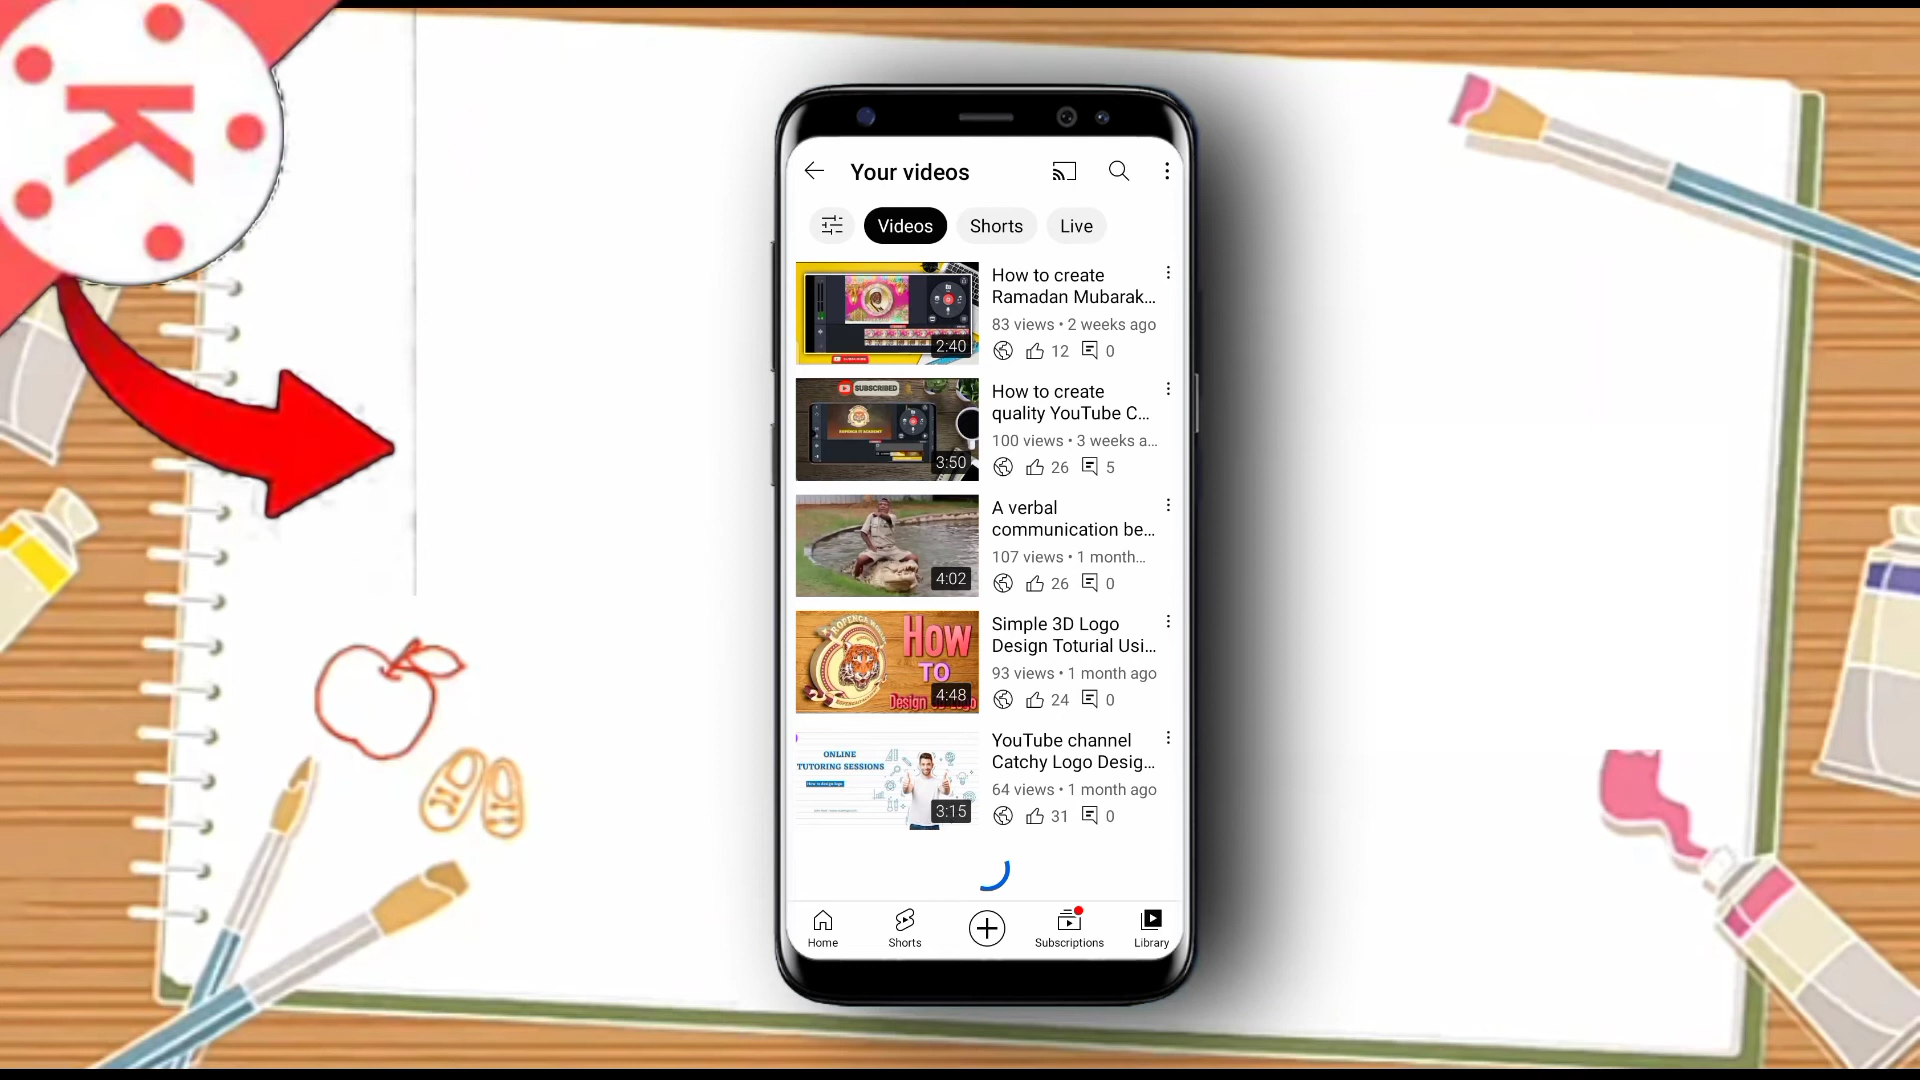 K
Your videos
Videos
Shorts
Live
How to create
Ramadan Mubarak...
83 views • 2 weeks ago
12
0
2:40
SUBSCRIBED
How to create
quality YouTube C...
100 views • 3 weeks a...
26
5
3:50
A verbal
communication be...
107 views • 1 month...
26
0
4:02
How
TO
Design
4:48
Simple 3D Logo
Design Toturial Usi...
93 views • 1 month ago
24
0
ONLINE
TUTORING SESSIONS
3:15
YouTube channel
Catchy Logo Desig...
64 views • 1 month ago
31
0
Home
Shorts
Subscriptions
Library